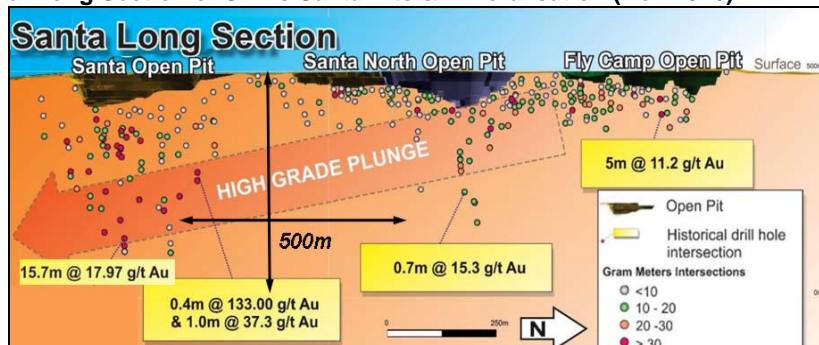 Santa Long Section
Santa Open Pit
Santa North Open Pit
Fly Camp Open Pit
Surface
HIGH GRADE PLUNGE
500m
5m @ 11.2 g/t Au
15.7m @ 17.97 g/t Au
0.4m @ 133.00 g/t Au
& 1.0m @ 37.3 g/t Au
0.7m @ 15.3 g/t Au
Open Pit
Historical drill hole
intersection
Gram Meters Intersections
<10
10 - 20
20 -30
> 30
0
250m
N